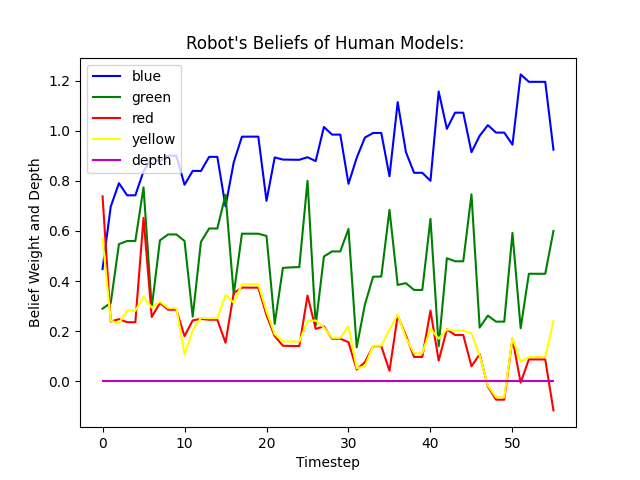 Robot's Beliefs of Human Models:
blue
green
red
yellow
depth
Belief Weight and Depth
1.2
1.0
0.8
0.6
0.4
0.2
0.0
0
10
20
30
40
50
Timestep